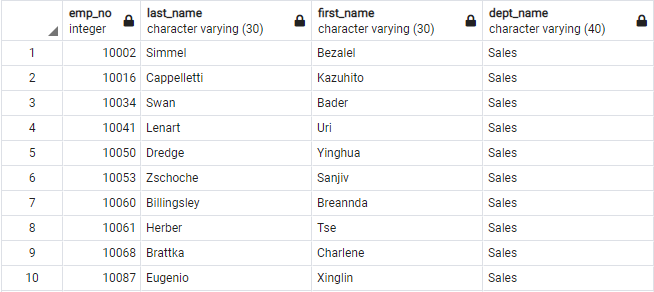 emp_no last_name first_name dept_name
integer character varying (30) character varying (30) character varying (40)
1 10002 Simmel Bezalel Sales
2 10016 Cappelletti Kazuhito Sales
3 10034 Swan Bader Sales
4 10041 Lenart Uri Sales
5 10050 Dredge Yinghua Sales
6 10053 Zschoche Sanjiv Sales
7 10060 Billingsley Breannda Sales
8 10061 Herber Tse Sales
9 10068 Brattka Charlene Sales
10 10087 Eugenio Xinglin Sales